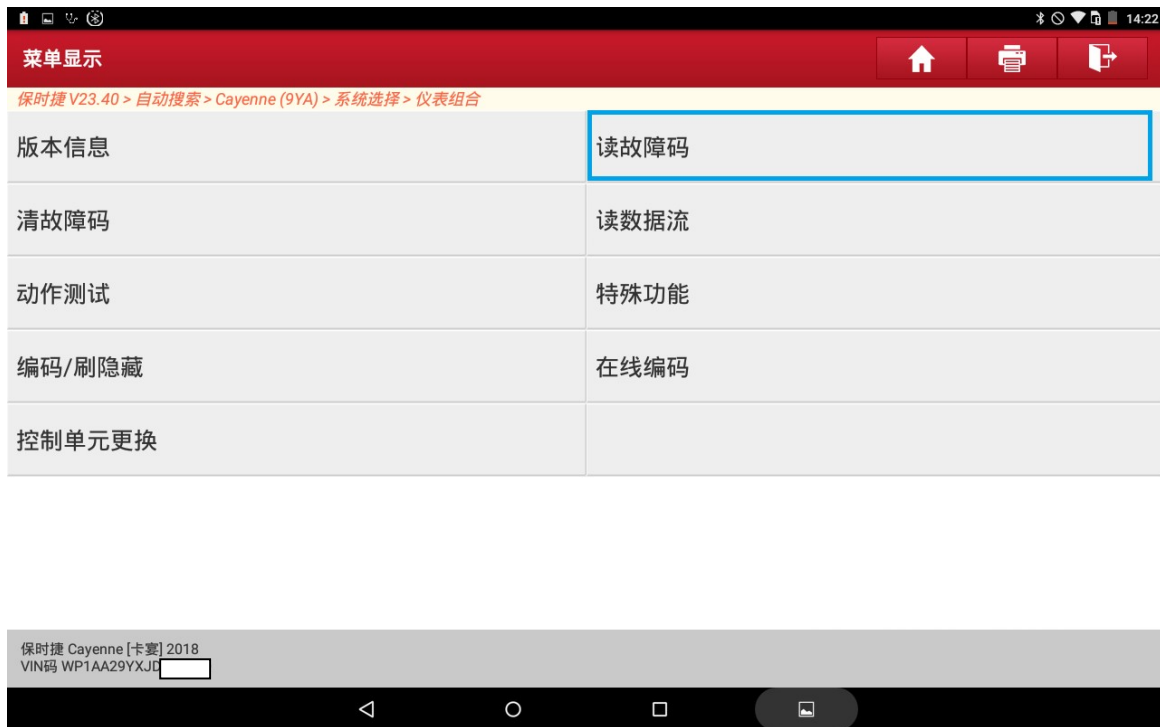 14:22
菜单显示
保时捷 V23.40 > 自动搜索 > Cayenne (9YA) > 系统选择 > 仪表组合
版本信息
读故障码
清故障码
读数据流
动作测试
特殊功能
编码/刷隐藏
在线编码
控制单元更换
保时捷 Cayenne [卡宴] 2018
VIN码 WP1AA29YXJD